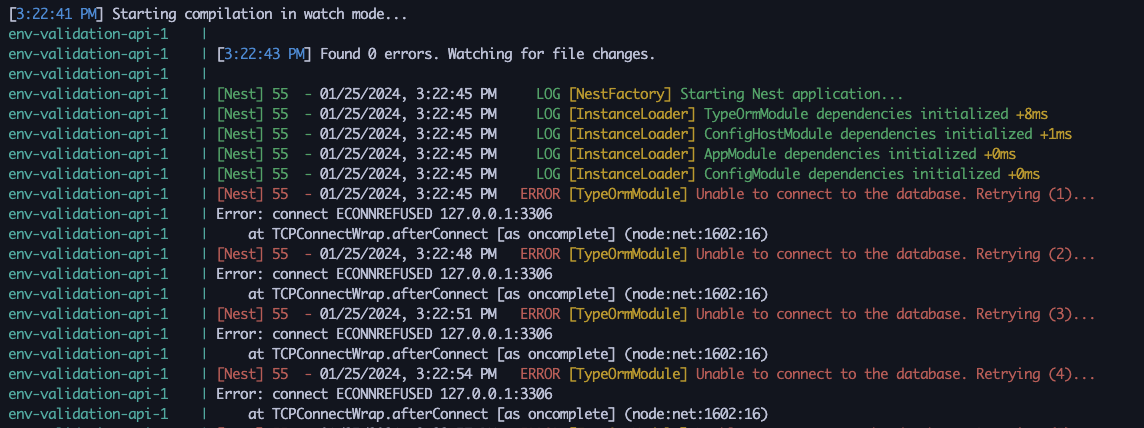 [3:22:41 PM] Starting compilation in watch mode...
env-validation-api-1    |
env-validation-api-1    | [3:22:43 PM] Found 0 errors. Watching for file changes.
env-validation-api-1    |
env-validation-api-1    | [Nest] 55  - 01/25/2024, 3:22:45 PM     LOG [NestFactory] Starting Nest application...
env-validation-api-1    | [Nest] 55  - 01/25/2024, 3:22:45 PM     LOG [InstanceLoader] TypeOrmModule dependencies initialized +8ms
env-validation-api-1    | [Nest] 55  - 01/25/2024, 3:22:45 PM     LOG [InstanceLoader] ConfigHostModule dependencies initialized +1ms
env-validation-api-1    | [Nest] 55  - 01/25/2024, 3:22:45 PM     LOG [InstanceLoader] AppModule dependencies initialized +0ms
env-validation-api-1    | [Nest] 55  - 01/25/2024, 3:22:45 PM     LOG [InstanceLoader] ConfigModule dependencies initialized +0ms
env-validation-api-1    | [Nest] 55  - 01/25/2024, 3:22:45 PM   ERROR [TypeOrmModule] Unable to connect to the database. Retrying (1)...
env-validation-api-1    | Error: connect ECONNREFUSED 127.0.0.1:3306
env-validation-api-1    |     at TCPConnectWrap.afterConnect [as oncomplete] (node:net:1602:16)
env-validation-api-1    | [Nest] 55  - 01/25/2024, 3:22:48 PM   ERROR [TypeOrmModule] Unable to connect to the database. Retrying (2)...
env-validation-api-1    | Error: connect ECONNREFUSED 127.0.0.1:3306
env-validation-api-1    |     at TCPConnectWrap.afterConnect [as oncomplete] (node:net:1602:16)
env-validation-api-1    | [Nest] 55  - 01/25/2024, 3:22:51 PM   ERROR [TypeOrmModule] Unable to connect to the database. Retrying (3)...
env-validation-api-1    | Error: connect ECONNREFUSED 127.0.0.1:3306
env-validation-api-1    |     at TCPConnectWrap.afterConnect [as oncomplete] (node:net:1602:16)
env-validation-api-1    | [Nest] 55  - 01/25/2024, 3:22:54 PM   ERROR [TypeOrmModule] Unable to connect to the database. Retrying (4)...
env-validation-api-1    | Error: connect ECONNREFUSED 127.0.0.1:3306
env-validation-api-1    |     at TCPConnectWrap.afterConnect [as oncomplete] (node:net:1602:16)